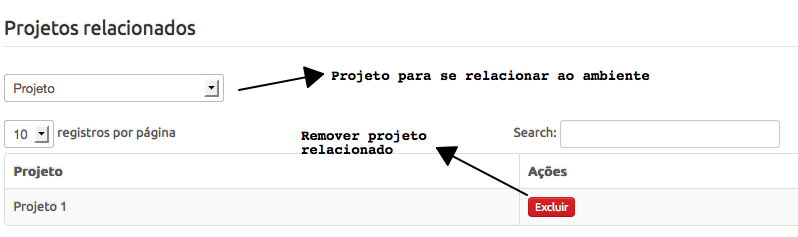 Projetos relacionados
Projeto para se relacionar ao ambiente
Projeto
10 registros por página
Remover projeto
relacionado
Search:
Projeto
Ações
Projeto 1
Excluir